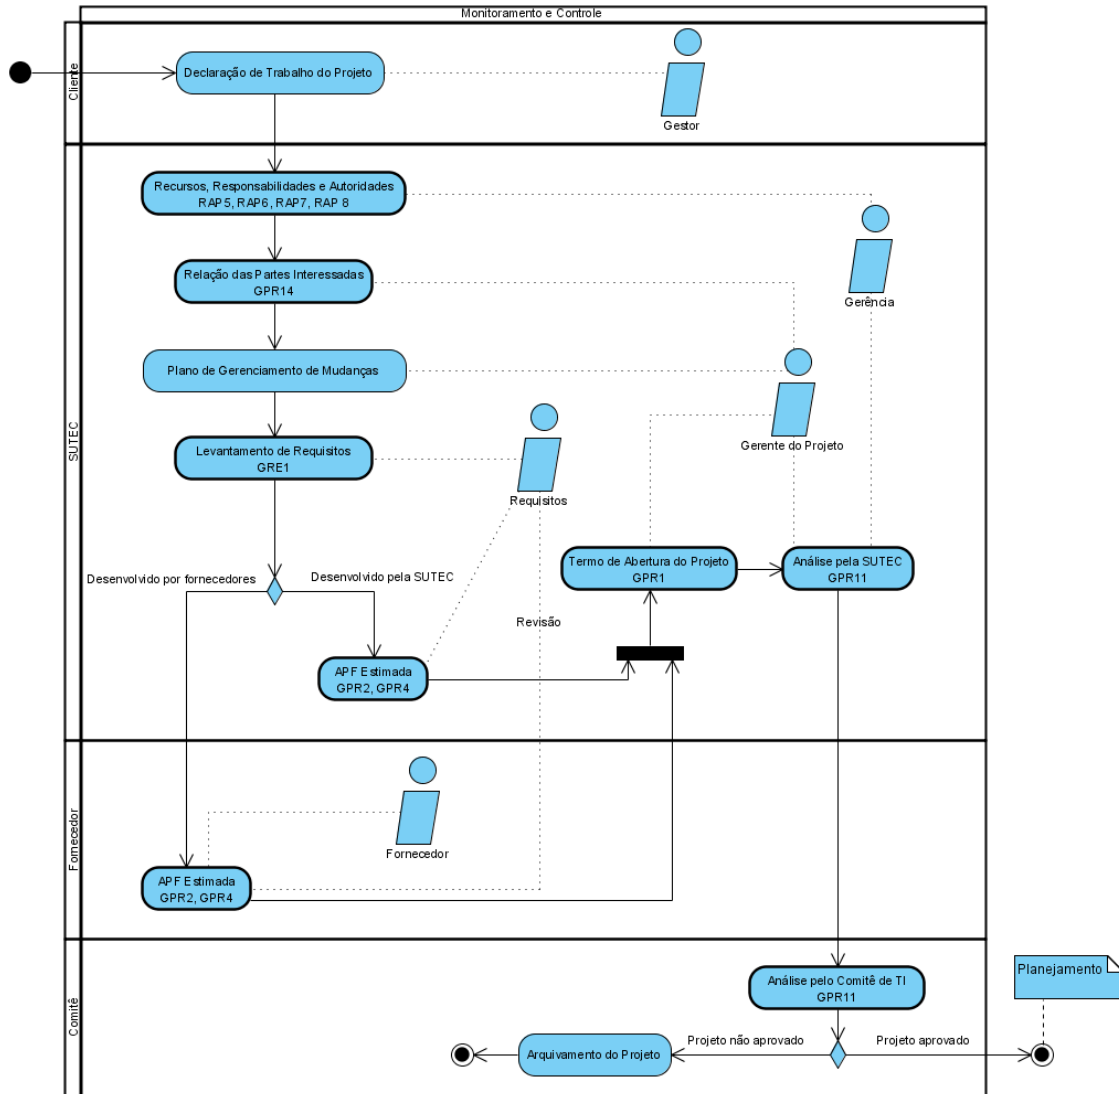 Monitoramento e Controle
Cliente
Declaração de Trabalho do Projeto
Gestor
SUTEC
Recursos, Responsabilidades e Autoridades
RAP5, RAP6, RAP7, RAP 8
Gerência
Relação das Partes Interessadas
GPR14
Plano de Gerenciamento de Mudanças
Gerente do Projeto
Levantamento de Requisitos
GRE1
Requisitos
Desenvolvido por fornecedores
Desenvolvido pela SUTEC
Termo de Abertura do Projeto
GPR1
Análise pela SUTEC
GPR11
Revisão
APF Estimada
GPR2, GPR4
Fornecedor
Fornecedor
APF Estimada
GPR2, GPR4
Comitê
Análise pelo Comitê de TI
GPR11
Planejamento
Arquivamento do Projeto
Projeto não aprovado
Projeto aprovado